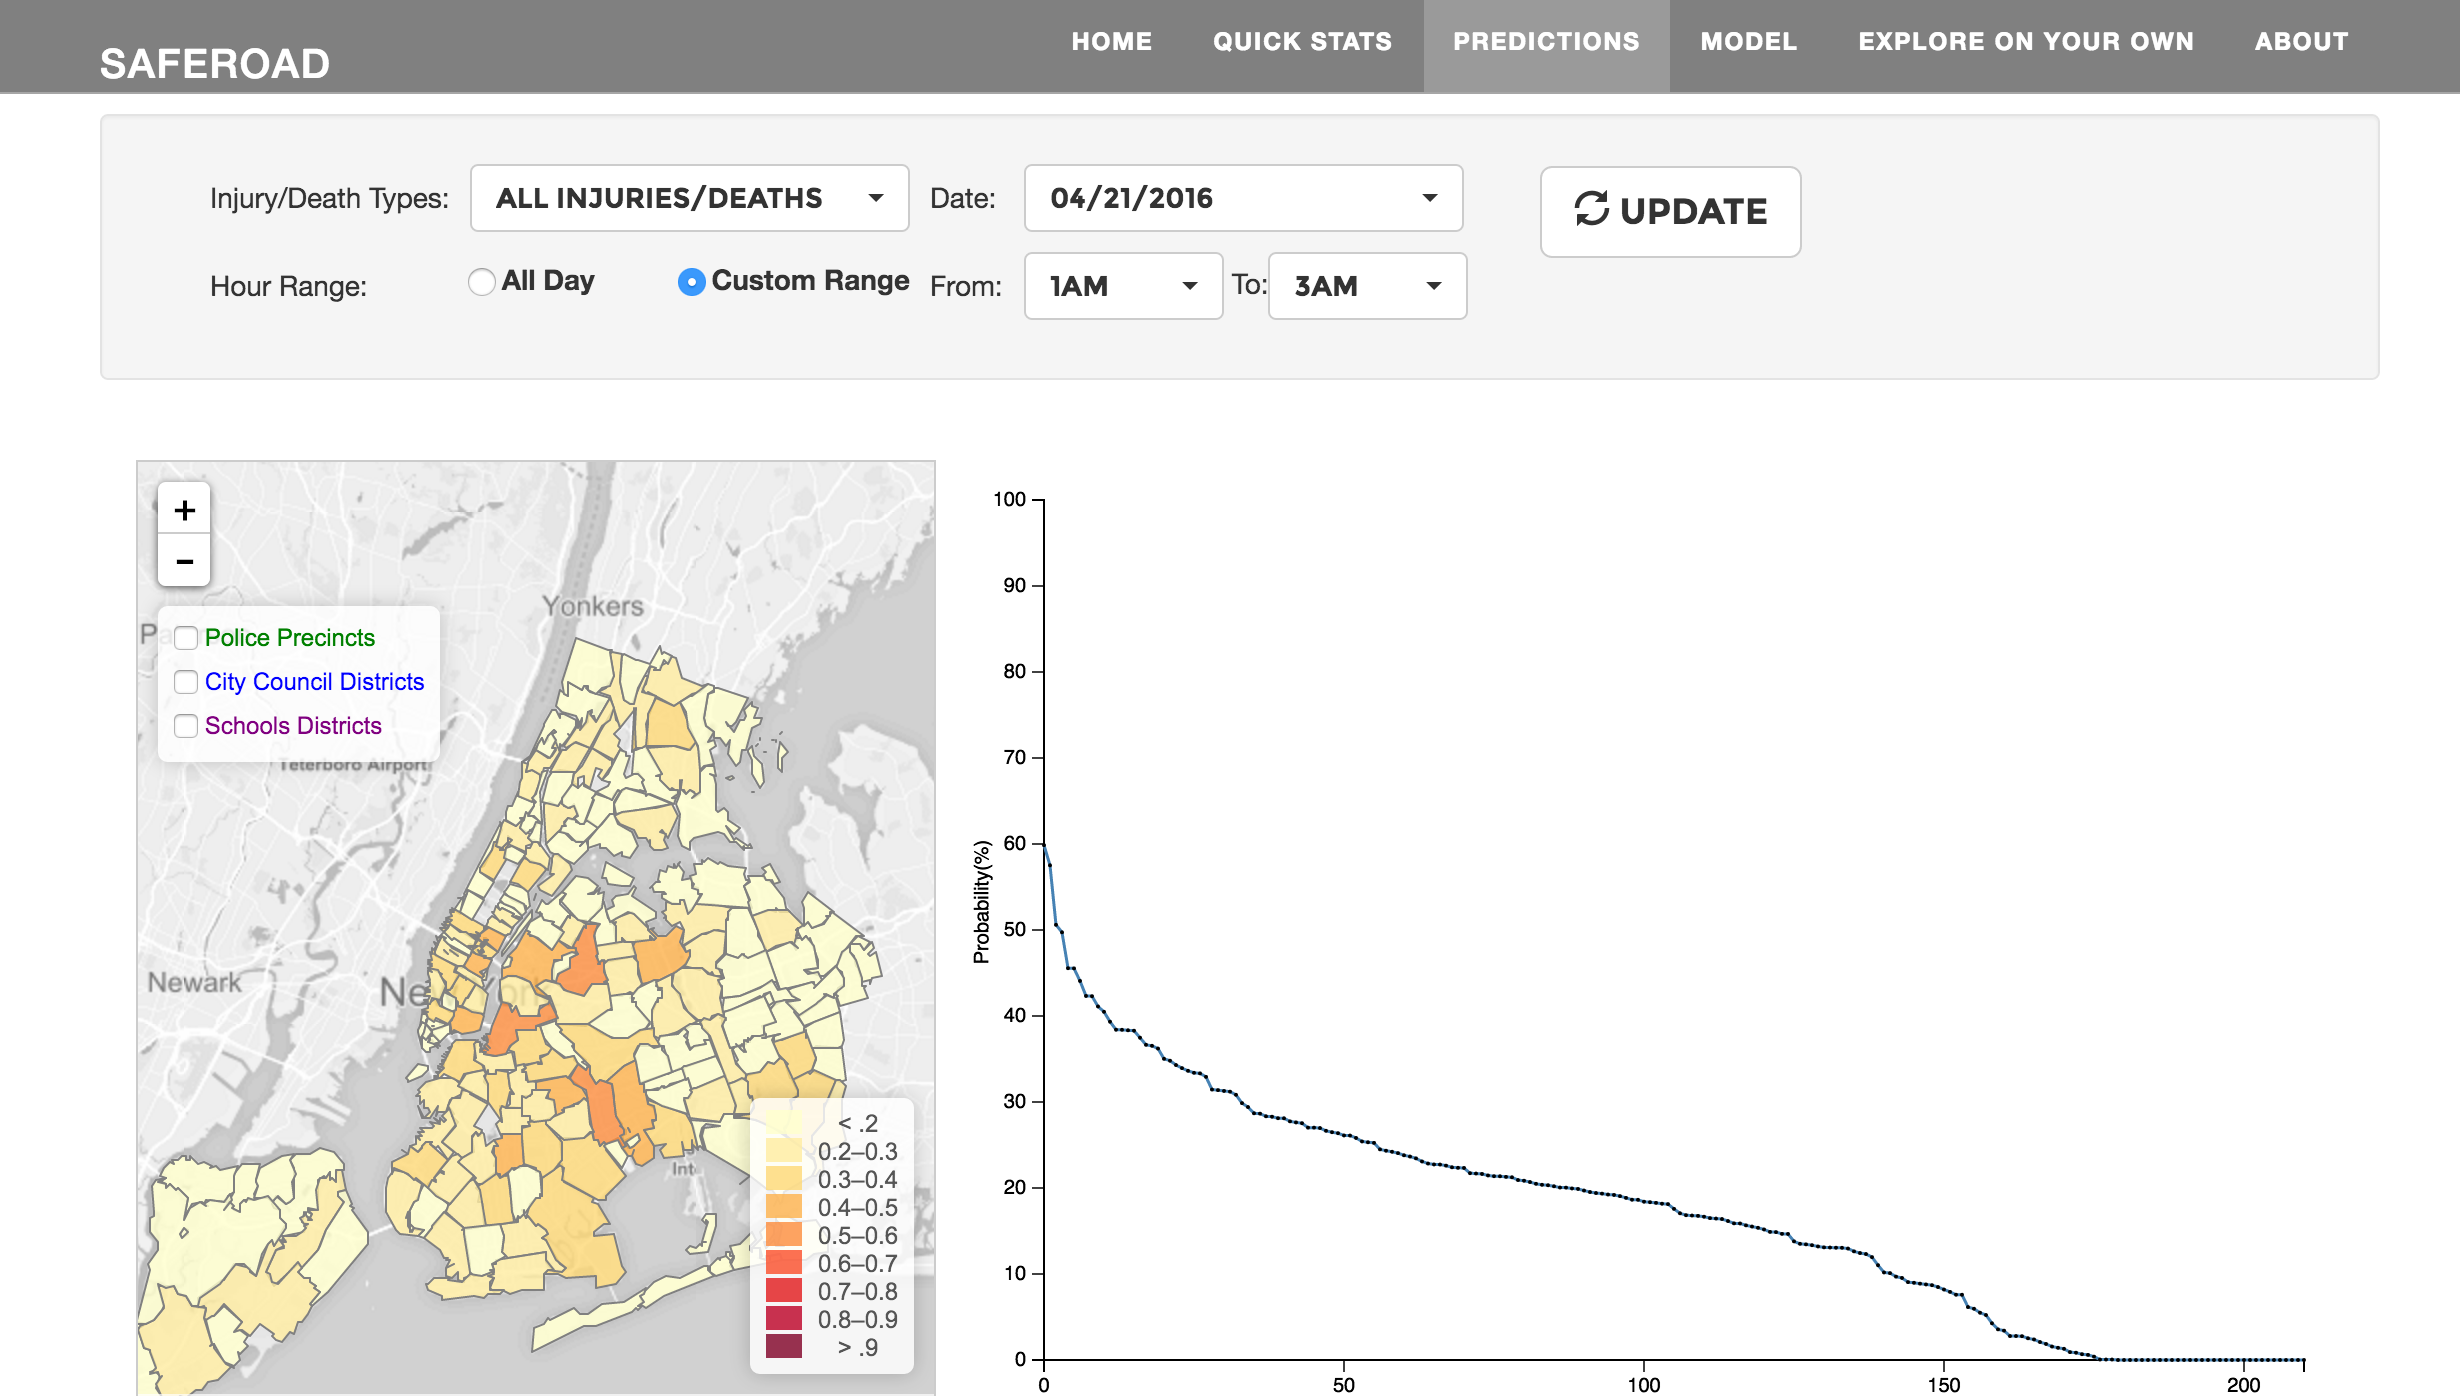 SAFEROAD
HOME
QUICK STATS
PREDICTIONS
MODEL
EXPLORE ON YOUR OWN
ABOUT
Injury/Death Types:
ALL INJURIES/DEATHS
Date:
04/21/2016
UPDATE
Hour Range:
All Day
Custom Range
From:
1AM
To:
3AM
+
−
Police Precincts
City Council Districts
Schools Districts
Yonkers
Teterboro Airport
Newark
New York
< .2
0.2–0.3
0.3–0.4
0.4–0.5
0.5–0.6
0.6–0.7
0.7–0.8
0.8–0.9
> .9
Probability(%)
100
90
80
70
60
50
40
30
20
10
0
0
50
100
150
200